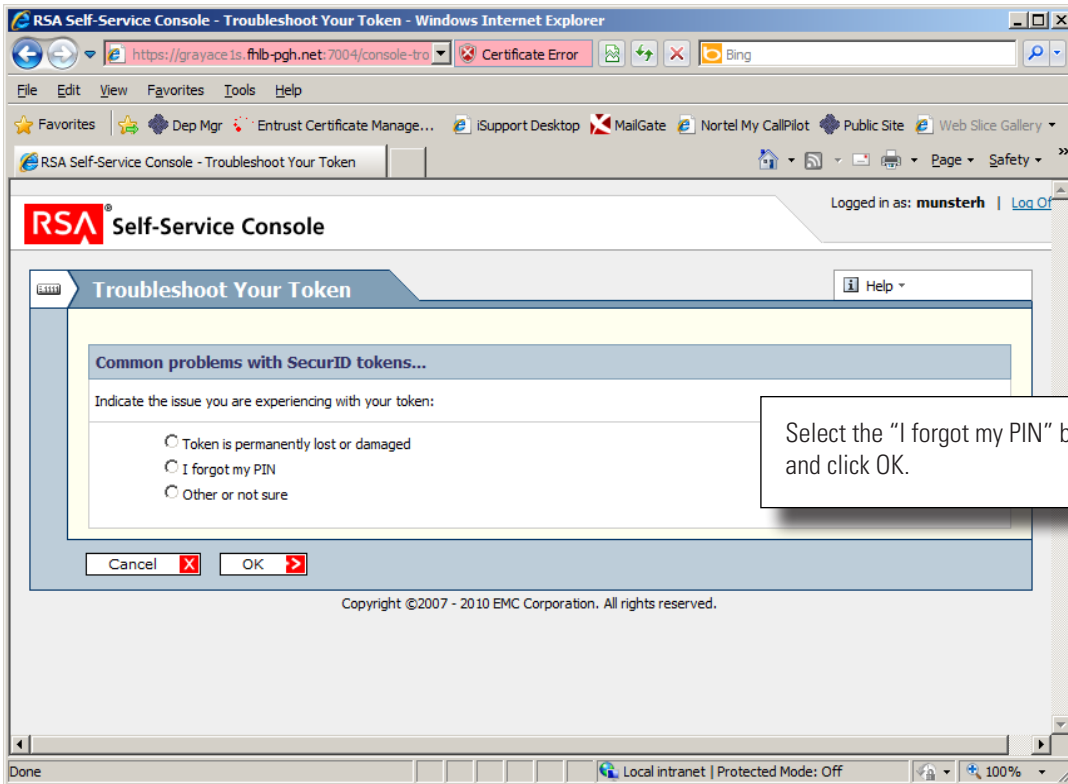 RSA Self-Service Console - Troubleshoot Your Token - Windows Internet Explorer
https://grayace1s.fhlb-pgh.net:7004/console-tro
Certificate Error
Bing
File Edit View Favorites Tools Help
Favorites Dep Mgr Entrust Certificate Manage... iSupport Desktop MailGate Nortel My CallPilot Public Site Web Slice Gallery
RSA Self-Service Console - Troubleshoot Your Token
Page Safety »
Logged in as: munsterh | Log Of
RSA® Self-Service Console
Troubleshoot Your Token
Help
Common problems with SecurID tokens...
Indicate the issue you are experiencing with your token:
Token is permanently lost or damaged
I forgot my PIN
Other or not sure
Select the “I forgot my PIN” b
and click OK.
Cancel X OK
Copyright ©2007 - 2010 EMC Corporation. All rights reserved.
Done
Local intranet | Protected Mode: Off
100%